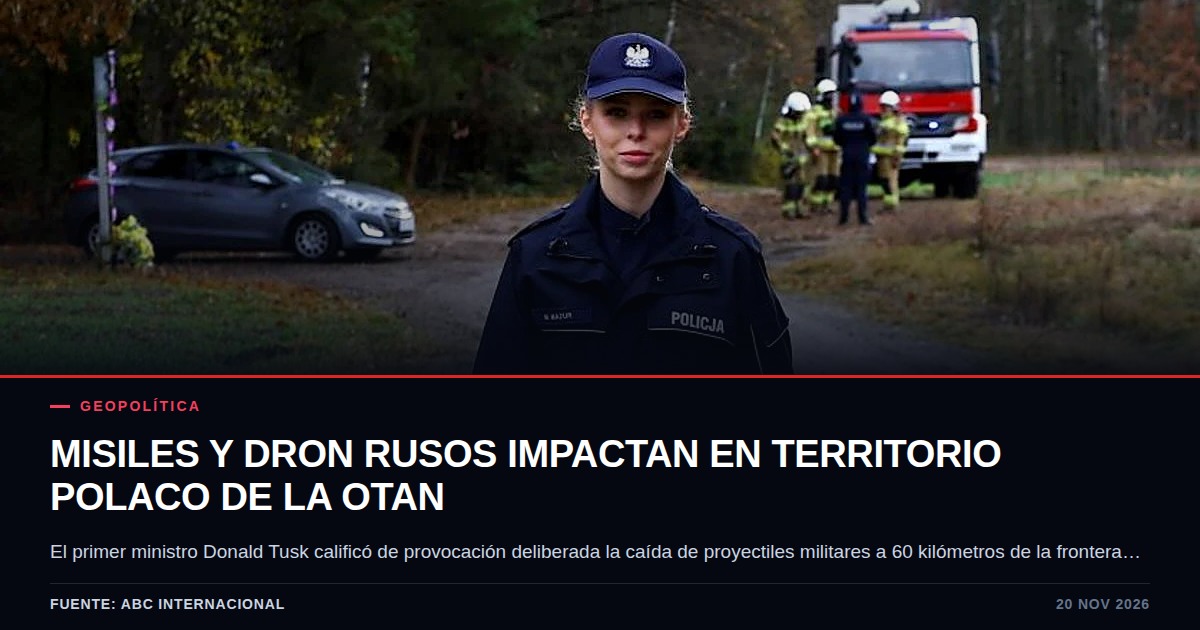 N. MAZUR
POLICJA
GEOPOLÍTICA
MISILES Y DRON RUSOS IMPACTAN EN TERRITORIO
POLACO DE LA OTAN
El primer ministro Donald Tusk calificó de provocación deliberada la caída de proyectiles militares a 60 kilómetros de la frontera…
FUENTE: ABC INTERNACIONAL
20 NOV 2026